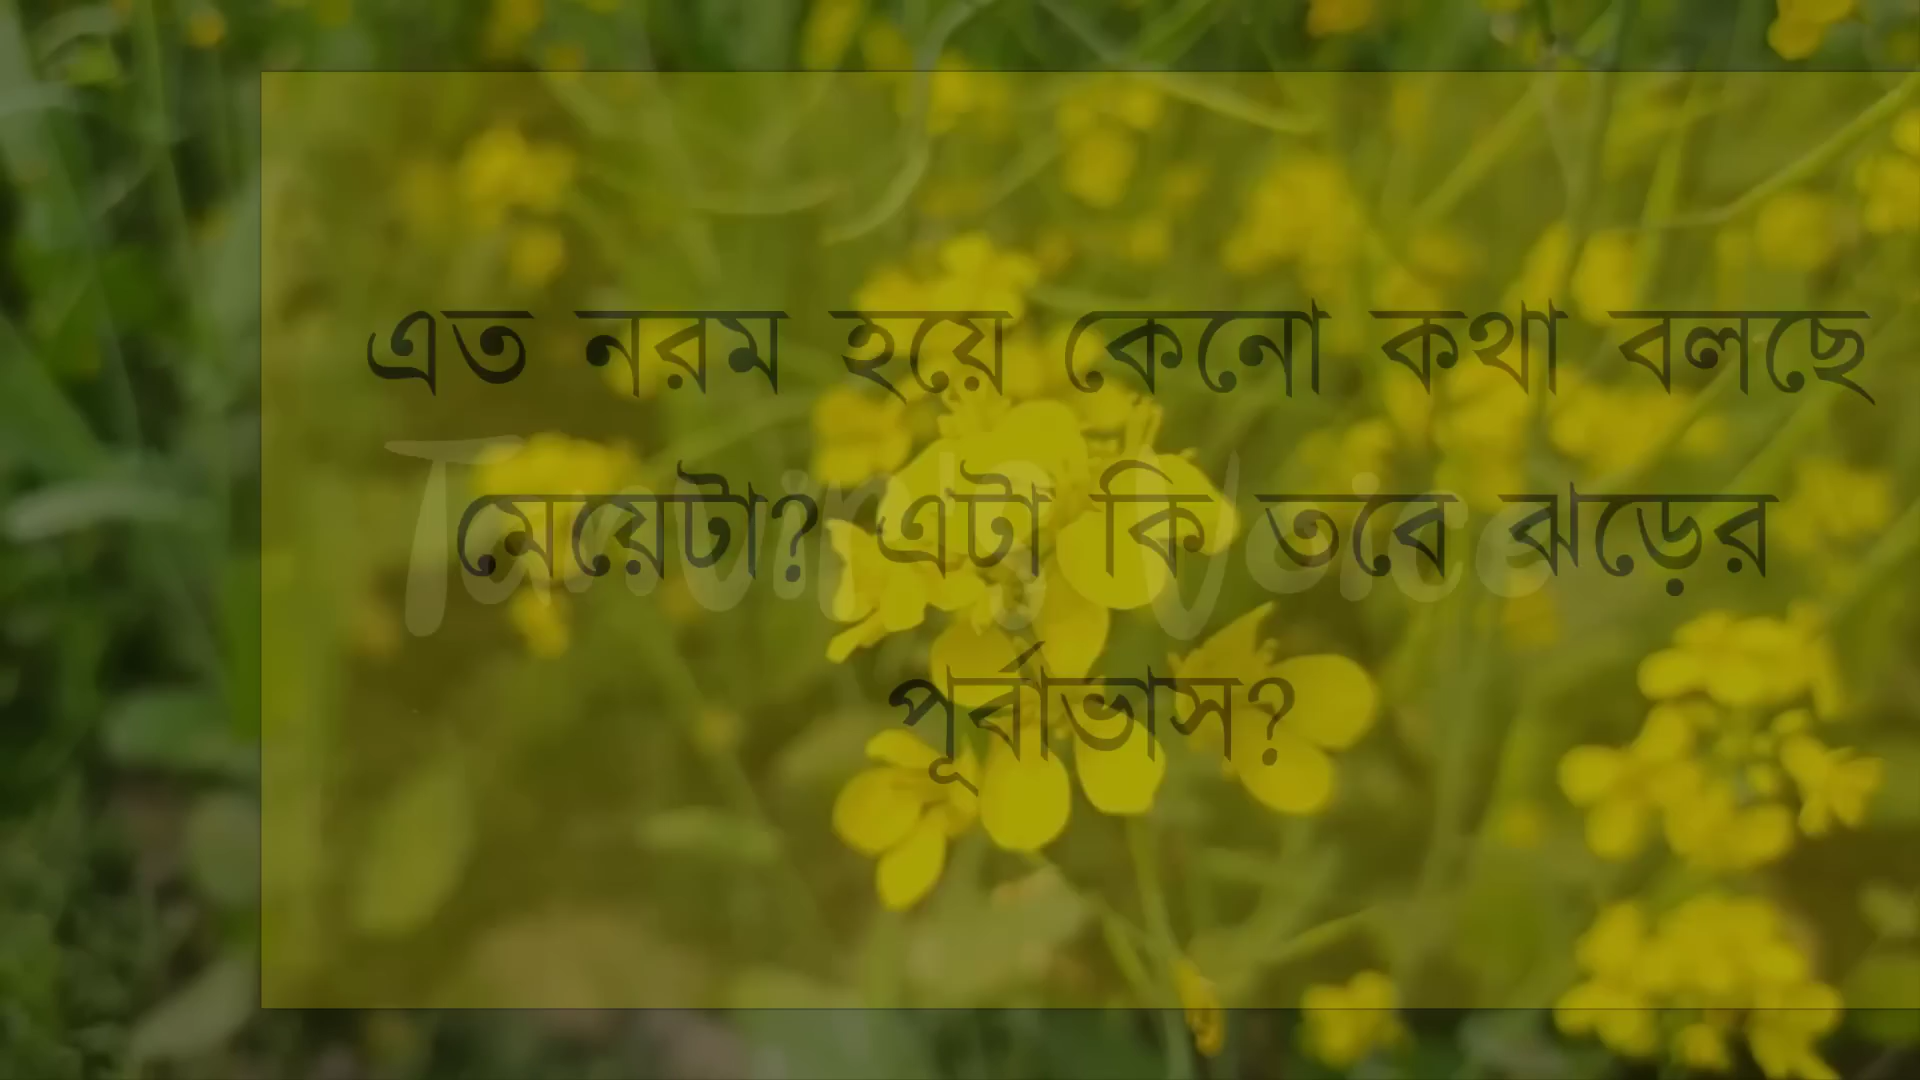 এত নরম হয়ে কেনো কথা বলছে
মেয়েটা? এটা কি তবে ঝড়ের
পূর্বাভাস?